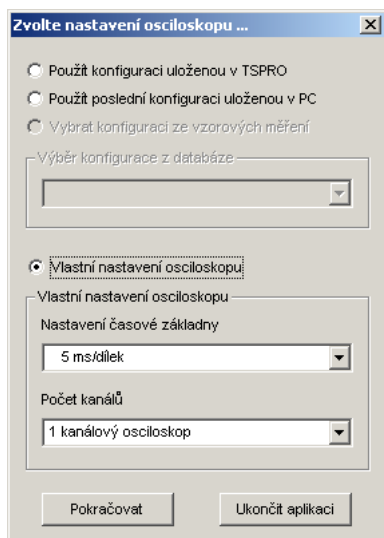 Zvolte nastavení osciloskopu ...
Použít konfiguraci uloženou v TSPRO
Použít poslední konfiguraci uloženou v PC
Vybrat konfiguraci ze vzorových měření
Výběr konfigurace z databáze
Vlastní nastavení osciloskopu
Vlastní nastavení osciloskopu
Nastavení časové základny
5 ms/dílek
Počet kanálů
1 kanálový osciloskop
Pokračovat
Ukončit aplikaci